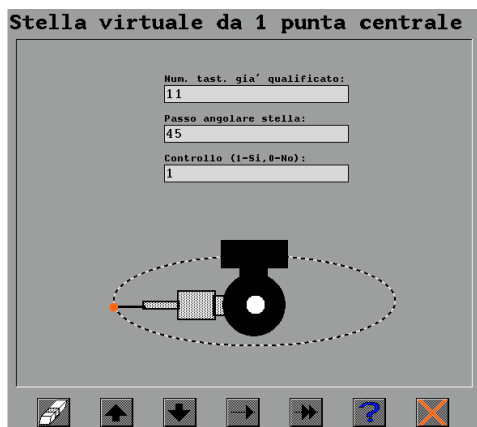 Stella virtuale da 1 punta centrale
Num. tast. gia' qualificato:
11
Passo angolare stella:
45
Controllo (1-Si,0-No):
1
?